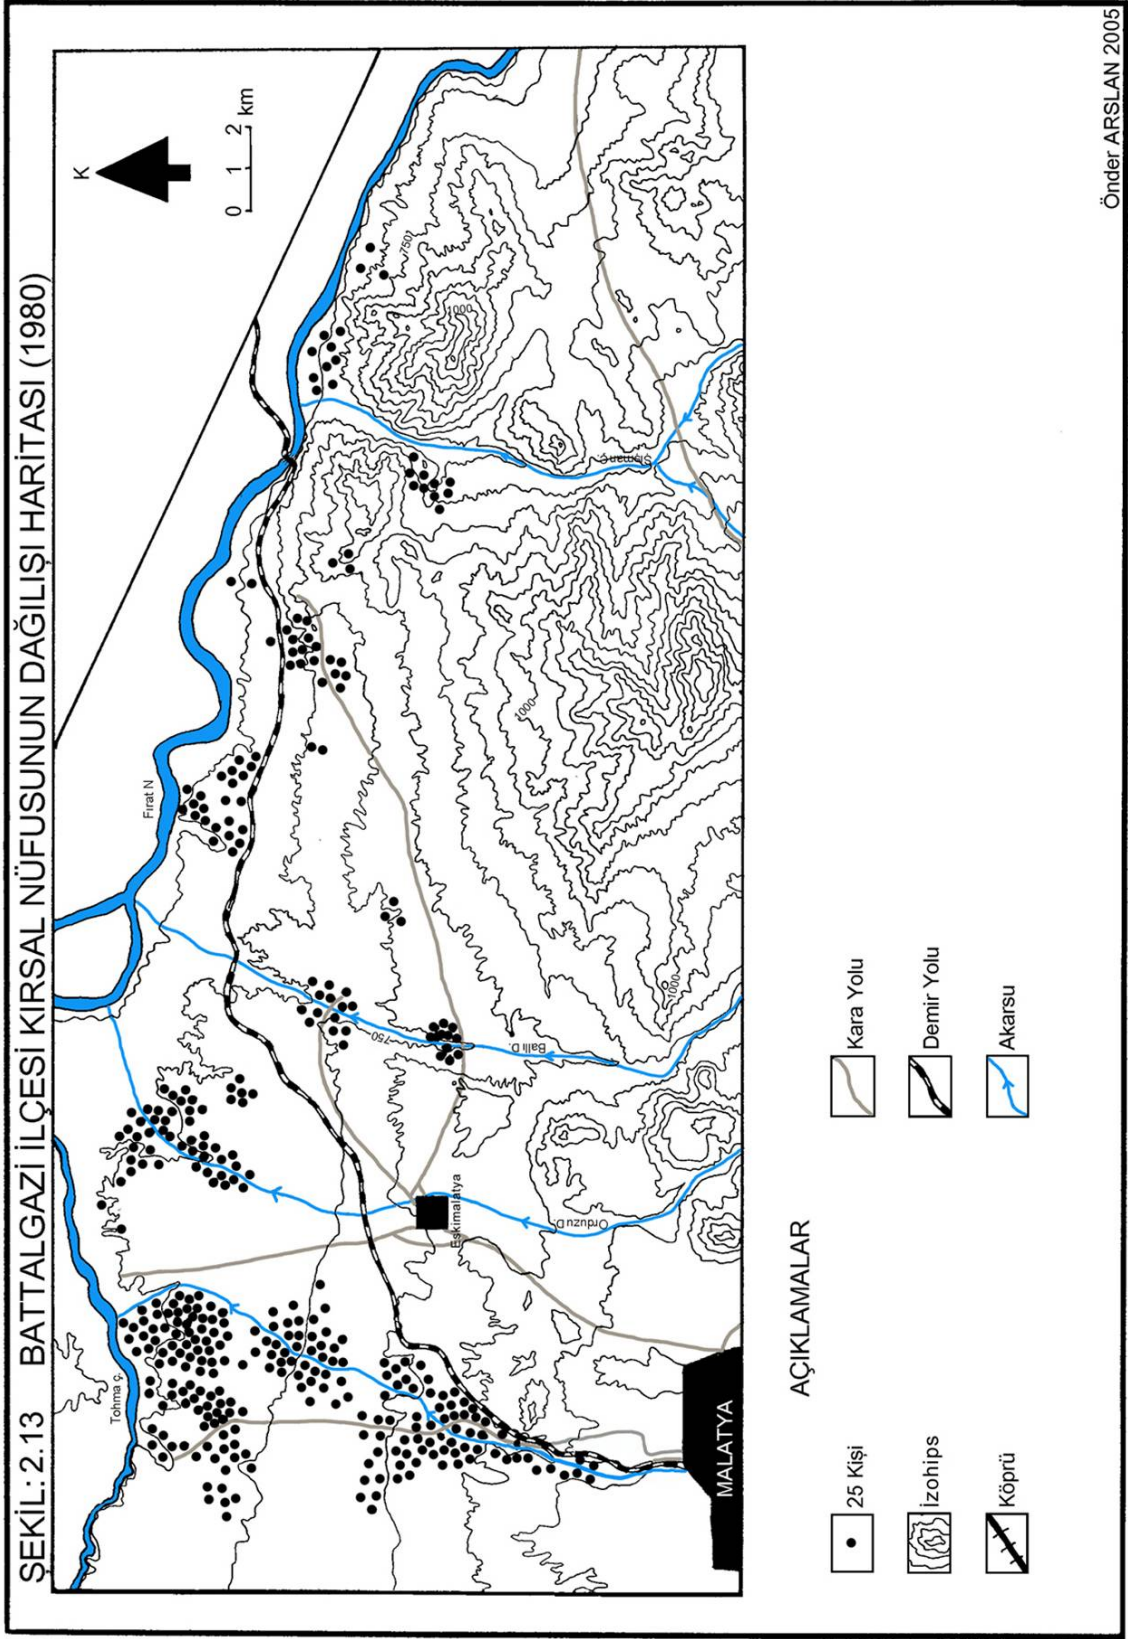 ŞEKİL: 2.13 BATTALGAZİ İLÇESİ KIRSAL NÜFUSUNUN DAĞILIŞI HARİTASI (1980)
K
0 1 2 km
Fırat N
Tohma ç.
750
1000
1000
1000
750
Şişman Ç.
Ballı D.
Orduzu D.
Eskimalatya
MALATYA
AÇIKLAMALAR
25 Kişi
Kara Yolu
İzohips
Demir Yolu
Köprü
Akarsu
Önder ARSLAN 2005